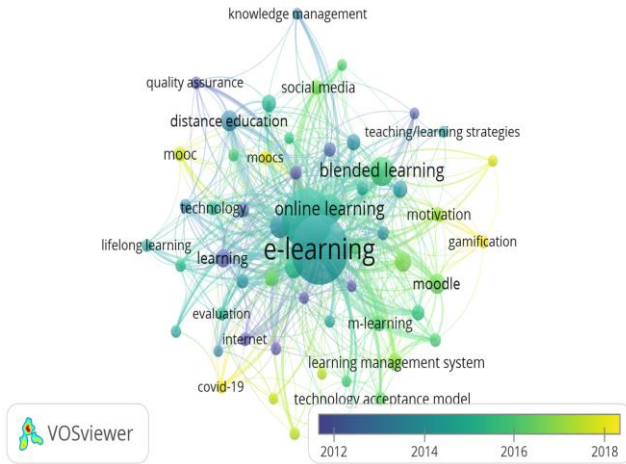 knowledge management
quality assurance
social media
distance education
teaching/learning strategies
mooc
moocs
blended learning
technology
online learning
motivation
lifelong learning
e-learning
gamification
learning
moodle
evaluation
m-learning
internet
learning management system
covid-19
technology acceptance model
VOSviewer
2012 2014 2016 2018